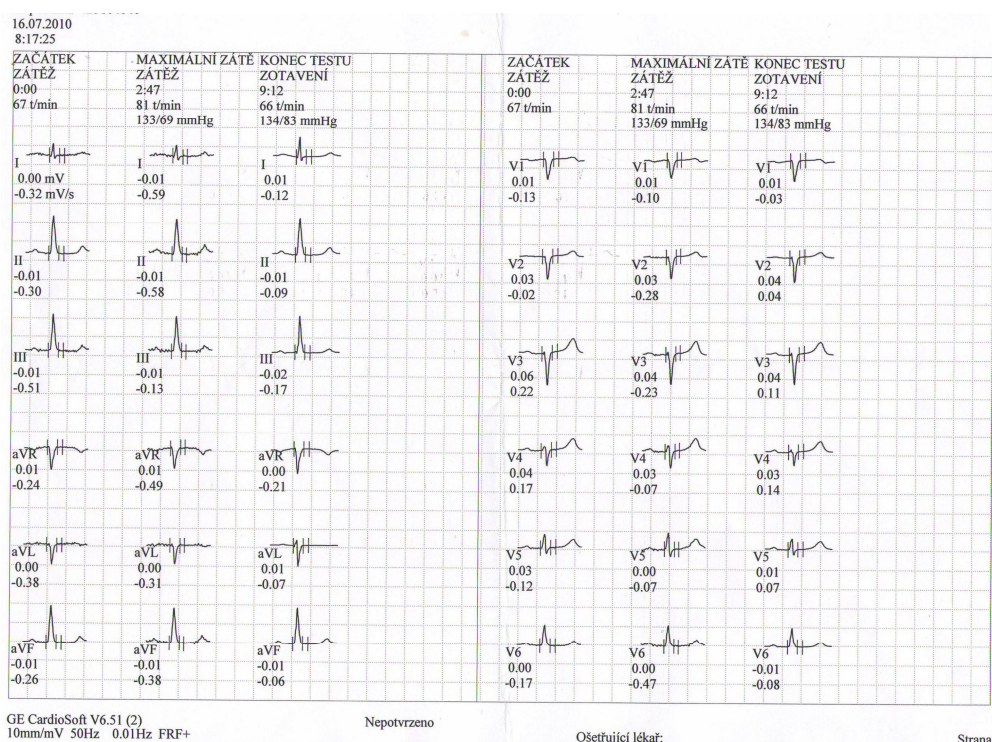 16.07.2010
8:17:25
ZAČÁTEK
ZÁTĚŽ
0:00
67 t/min
MAXIMÁLNÍ ZÁTĚ
ZÁTĚŽ
2:47
81 t/min
133/69 mmHg
KONEC TESTU
ZOTAVENÍ
9:12
66 t/min
134/83 mmHg
I
0.00 mV
-0.32 mV/s
I
-0.01
-0.59
I
0.01
-0.12
II
-0.01
-0.30
II
-0.01
-0.58
II
-0.01
-0.09
III
-0.01
-0.51
III
-0.01
-0.13
III
-0.02
-0.17
aVR
0.01
-0.24
aVR
0.01
-0.49
aVR
0.00
-0.21
aVL
0.00
-0.38
aVL
0.00
-0.31
aVL
0.01
-0.07
aVF
-0.01
-0.26
aVF
-0.01
-0.38
aVF
-0.01
-0.06
ZAČÁTEK
ZÁTĚŽ
0:00
67 t/min
MAXIMÁLNÍ ZÁTĚ
ZÁTĚŽ
2:47
81 t/min
133/69 mmHg
KONEC TESTU
ZOTAVENÍ
9:12
66 t/min
134/83 mmHg
V1
0.01
-0.13
V1
0.01
-0.10
V1
0.01
-0.03
V2
0.03
-0.02
V2
0.03
-0.28
V2
0.04
0.04
V3
0.06
0.22
V3
0.04
-0.23
V3
0.04
0.11
V4
0.04
0.17
V4
0.03
-0.07
V4
0.03
0.14
V5
0.03
-0.12
V5
0.00
-0.07
V5
0.01
0.07
V6
0.00
-0.17
V6
0.00
-0.47
V6
-0.01
-0.08
GE CardioSoft V6.51 (2)
10mm/mV 50Hz 0.01Hz FRF+
Nepotvrzeno
Ošetřující lékař:
Strana